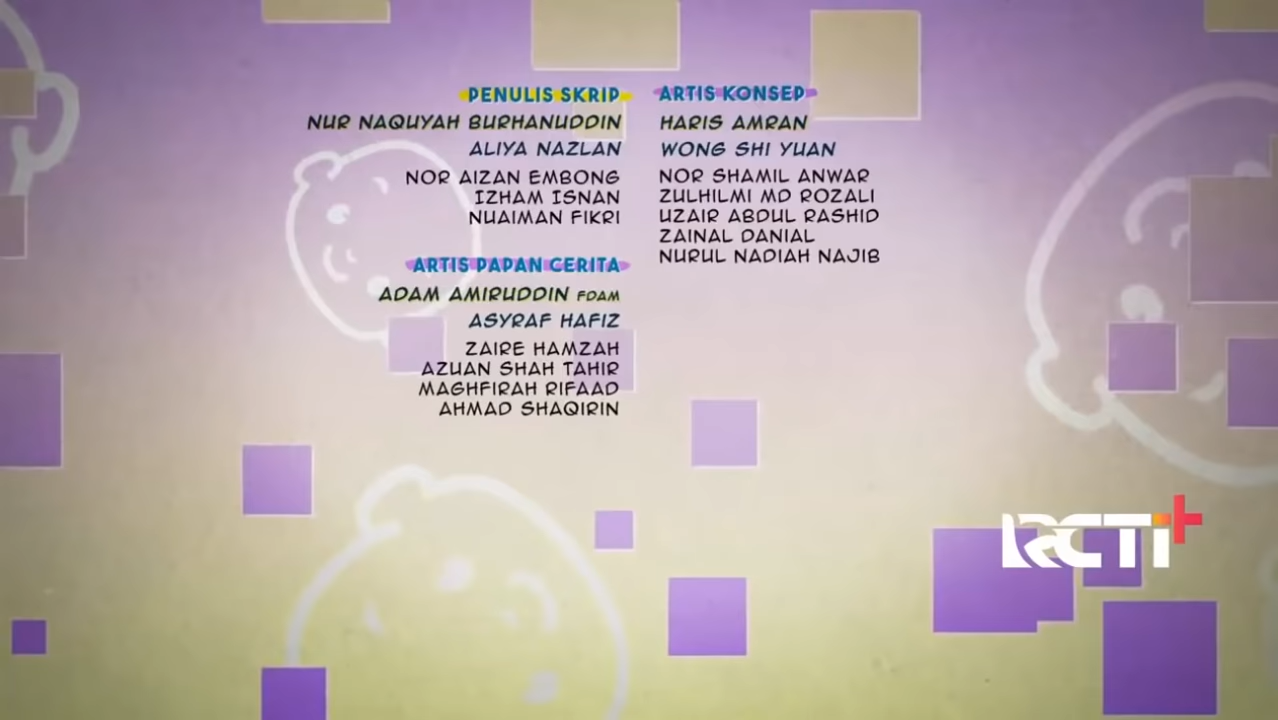 PENULIS SKRIP
NUR NAQUYAH BURHANUDDIN
ALIYA NAZLAN
NOR AIZAN EMBONG
IZHAM ISNAN
NUAIMAN FIKRI
ARTIS PAPAN CERITA
ADAM AMIRUDDIN FDAM
ASYRAF HAFIZ
ZAIRE HAMZAH
AZUAN SHAH TAHIR
MAGHFIRAH RIFAAD
AHMAD SHAQIRIN
ARTIS KONSEP
HARIS AMRAN
WONG SHI YUAN
NOR SHAMIL ANWAR
ZULHILMI MD ROZALI
UZAIR ABDUL RASHID
ZAINAL DANIAL
NURUL NADIAH NAJIB
RCTI+